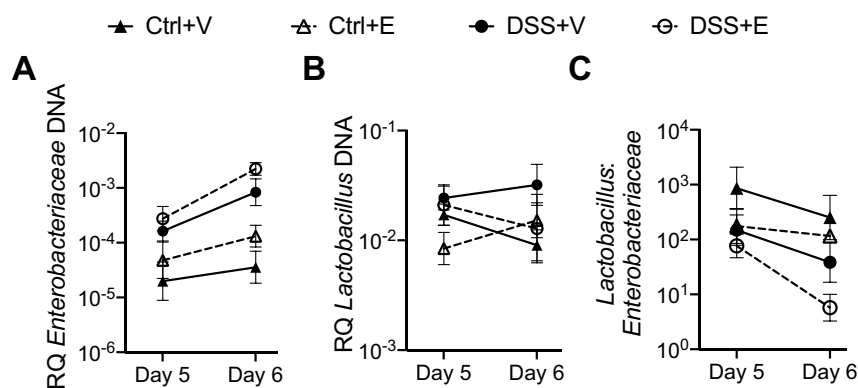 Ctrl+V Ctrl+E DSS+V DSS+E
A
RQ Enterobacteriaceae DNA
10-2
10-3
10-4
10-5
10-6
Day 5 Day 6
B
RQ Lactobacillus DNA
10-1
10-2
10-3
Day 5 Day 6
C
Lactobacillus:
Enterobacteriaceae
10⁴
10³
10²
10¹
10⁰
Day 5 Day 6